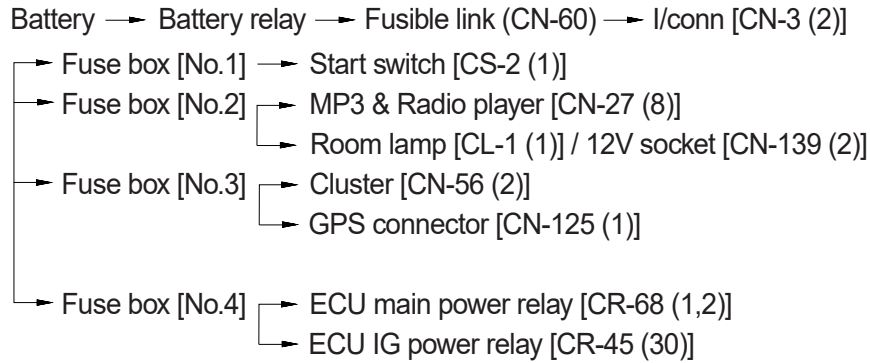 Battery → Battery relay → Fusible link (CN-60) → I/conn [CN-3 (2)]
Fuse box [No.1] → Start switch [CS-2 (1)]
Fuse box [No.2] → MP3 & Radio player [CN-27 (8)]
→ Room lamp [CL-1 (1)] / 12V socket [CN-139 (2)]
Fuse box [No.3] → Cluster [CN-56 (2)]
→ GPS connector [CN-125 (1)]
Fuse box [No.4] → ECU main power relay [CR-68 (1,2)]
→ ECU IG power relay [CR-45 (30)]